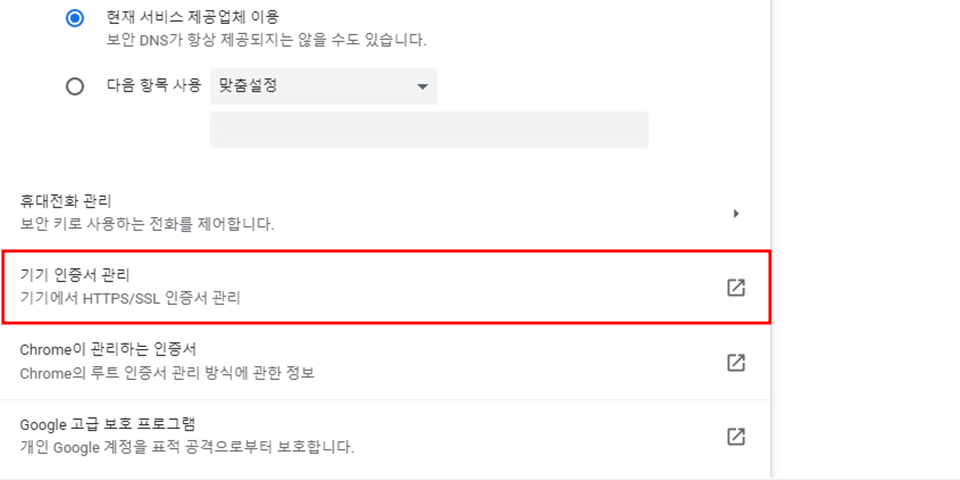 현재 서비스 제공업체 이용
보안 DNS가 항상 제공되지는 않을 수도 있습니다.
다음 항목 사용 맞춤설정
휴대전화 관리
보안 키로 사용하는 전화를 제어합니다.
기기 인증서 관리
기기에서 HTTPS/SSL 인증서 관리
Chrome이 관리하는 인증서
Chrome의 루트 인증서 관리 방식에 관한 정보
Google 고급 보호 프로그램
개인 Google 계정을 표적 공격으로부터 보호합니다.